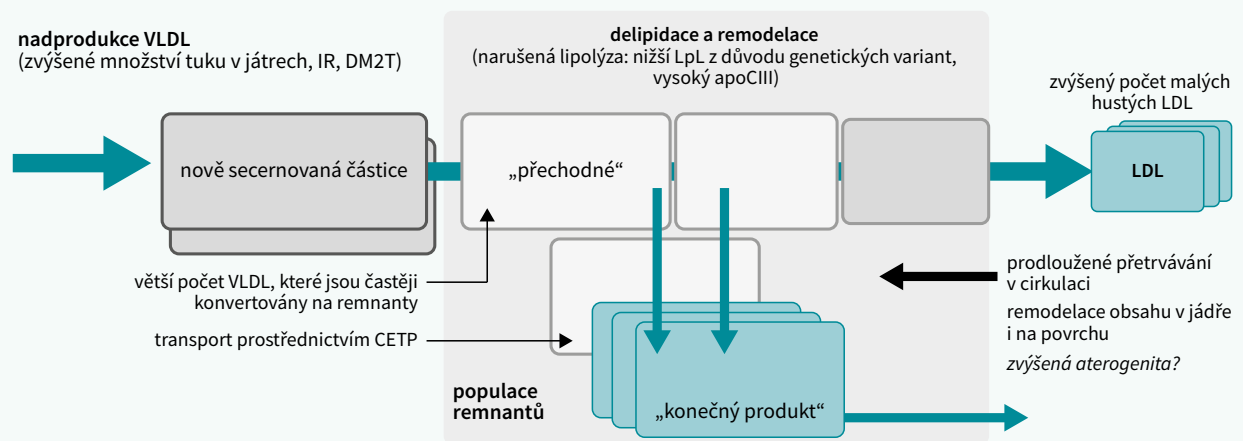 nadprodukce VLDL
(zvýšené množství tuku v játrech, IR, DM2T)
delipidace a remodelace
(narušená lipolýza: nižší LpL z důvodu genetických variant,
vysoký apoCIII)
zvýšený počet malých
hustých LDL
nově secernovaná částice
„přechodné“
LDL
větší počet VLDL, které jsou častěji
konvertovány na remnanty
transport prostřednictvím CETP
prodloužené přetrvávání
v cirkulaci
remodelace obsahu v jádře
i na povrchu
zvýšená aterogenita?
populace
remnantů
„konečný produkt“